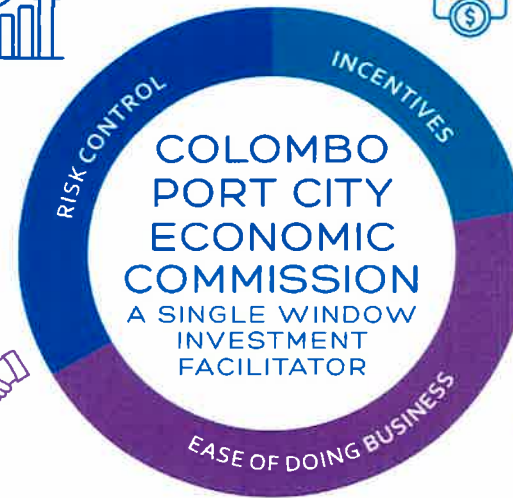 RISK CONTROL
INCENTIVES
COLOMBO
PORT CITY
ECONOMIC
COMMISSION
A SINGLE WINDOW
INVESTMENT
FACILITATOR
EASE OF DOING BUSINESS
$